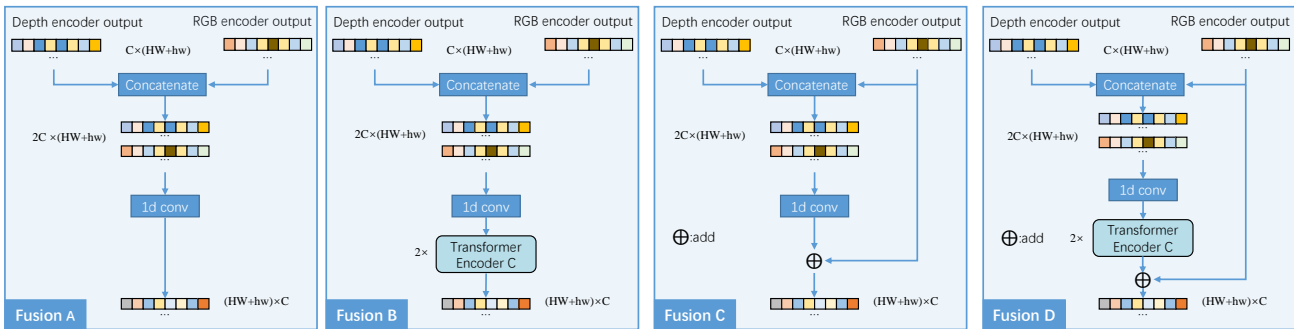 Depth encoder output
RGB encoder output
C×(HW+hw)
...
...
Concatenate
2C ×(HW+hw)
...
...
1d conv
(HW+hw)×C
...
Fusion A
Depth encoder output
RGB encoder output
C×(HW+hw)
...
...
Concatenate
2C×(HW+hw)
...
...
1d conv
2×
Transformer
Encoder C
(HW+hw)×C
...
Fusion B
Depth encoder output
RGB encoder output
C×(HW+hw)
...
...
Concatenate
2C×(HW+hw)
...
...
1d conv
⊕:add
(HW+hw)×C
...
Fusion C
Depth encoder output
RGB encoder output
C×(HW+hw)
...
...
Concatenate
2C×(HW+hw)
...
...
1d conv
⊕:add
2×
Transformer
Encoder C
(HW+hw)×C
...
Fusion D